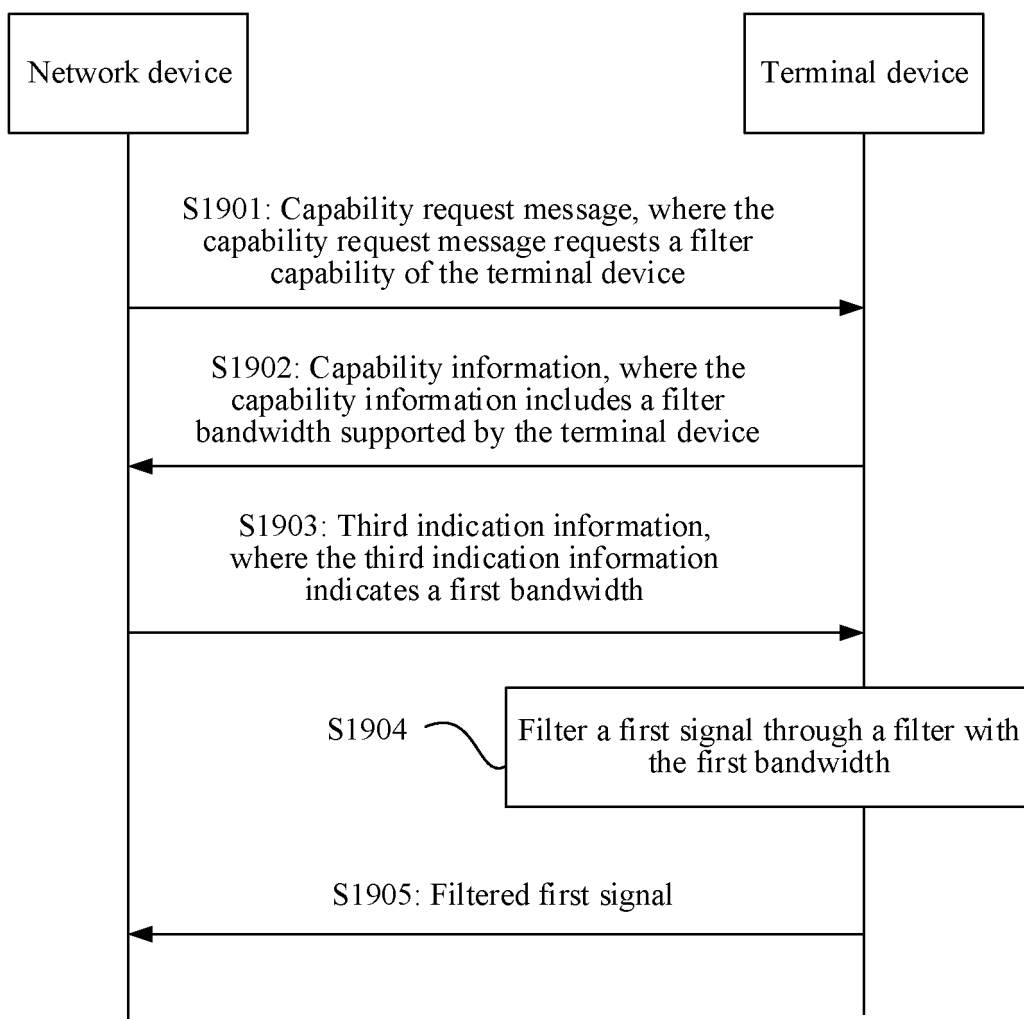 Network device
Terminal device
S1901: Capability request message, where the
capability request message requests a filter
capability of the terminal device
S1902: Capability information, where the
capability information includes a filter
bandwidth supported by the terminal device
S1903: Third indication information,
where the third indication information
indicates a first bandwidth
S1904
Filter a first signal through a filter with
the first bandwidth
S1905: Filtered first signal